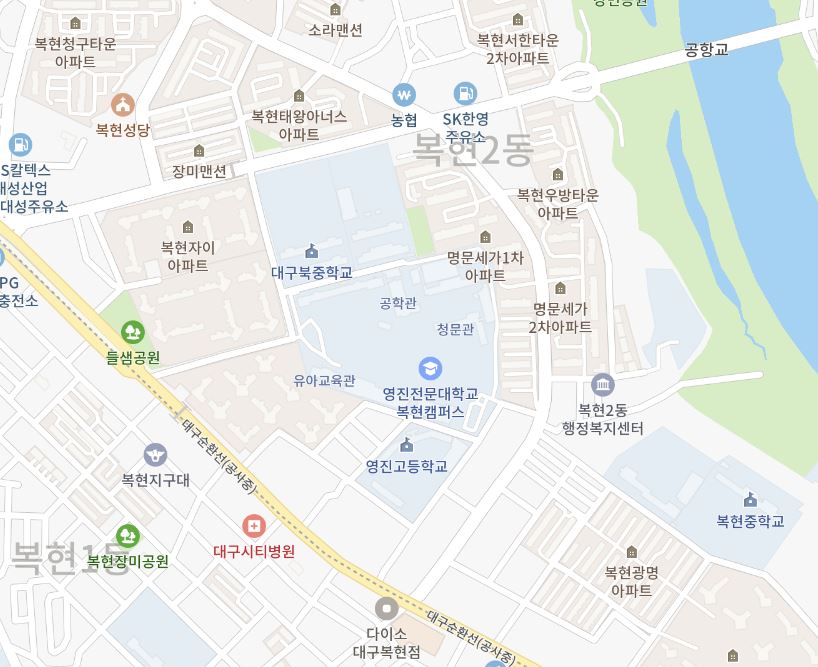 강변공원
소라맨션
복현청구타운
아파트
복현서한타운
2차아파트
공항교
복현성당
복현태왕아너스
아파트
농협
SK한영
주유소
복현2동
장미맨션
S칼텍스
대성산업
대성주유소
복현우방타운
아파트
복현자이
아파트
대구북중학교
명문세가1차
아파트
PG
충전소
공학관
명문세가
2차아파트
청문관
들샘공원
유아교육관
영진전문대학교
복현캠퍼스
복현2동
행정복지센터
대구순환선(공사중)
영진고등학교
복현지구대
복현중학교
대구시티병원
복현1동
복현장미공원
복현광명
아파트
대구순환선(공사중)
다이소
대구복현점